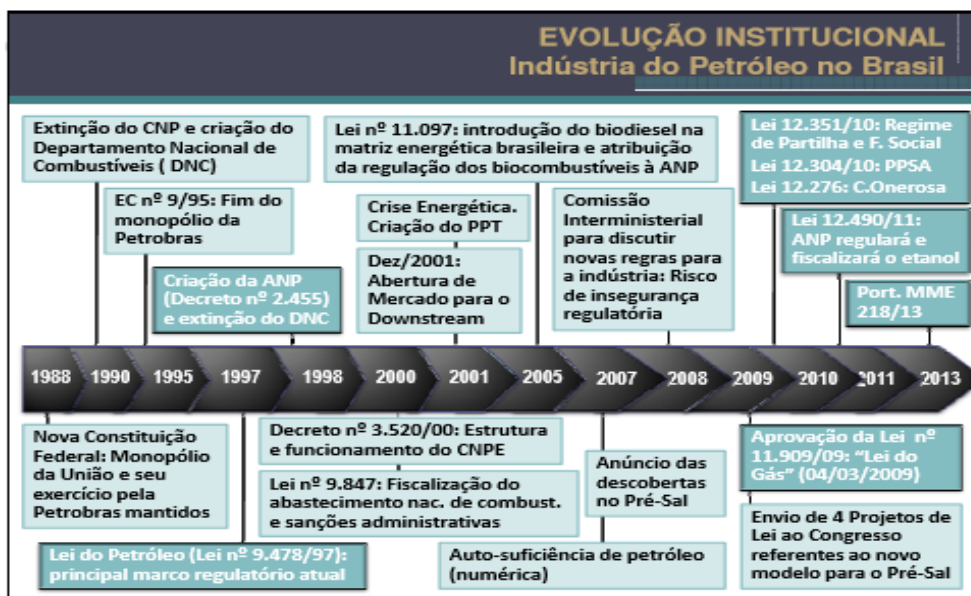 EVOLUÇÃO INSTITUCIONAL
Indústria do Petróleo no Brasil
Extinção do CNP e criação do
Departamento Nacional de
Combustíveis ( DNC)
EC nº 9/95: Fim do
monopólio da
Petrobras
Criação da ANP
(Decreto nº 2.455)
e extinção do DNC
Lei nº 11.097: introdução do biodiesel na
matriz energética brasileira e atribuição
da regulação dos biocombustíveis à ANP
Crise Energética.
Criação do PPT
Dez/2001:
Abertura de
Mercado para o
Downstream
Comissão
Interministerial
para discutir
novas regras para
a indústria: Risco
de insegurança
regulatória
Lei 12.351/10: Regime
de Partilha e F. Social
Lei 12.304/10: PPSA
Lei 12.276: C.Onerosa
Lei 12.490/11:
ANP regulará e
fiscalizará o etanol
Port. MME
218/13
1988 1990 1995 1997 1998 2000 2001 2005 2007 2008 2009 2010 2011 2013
Nova Constituição
Federal: Monopólio
da União e seu
exercício pela
Petrobras mantidos
Lei do Petróleo (Lei nº 9.478/97):
principal marco regulatório atual
Decreto nº 3.520/00: Estrutura
e funcionamento do CNPE
Lei nº 9.847: Fiscalização do
abastecimento nac. de combust.
e sanções administrativas
Auto-suficiência de petróleo
(numérica)
Anúncio das
descobertas
no Pré-Sal
Aprovação da Lei nº
11.909/09: “Lei do
Gás” (04/03/2009)
Envio de 4 Projetos de
Lei ao Congresso
referentes ao novo
modelo para o Pré-Sal